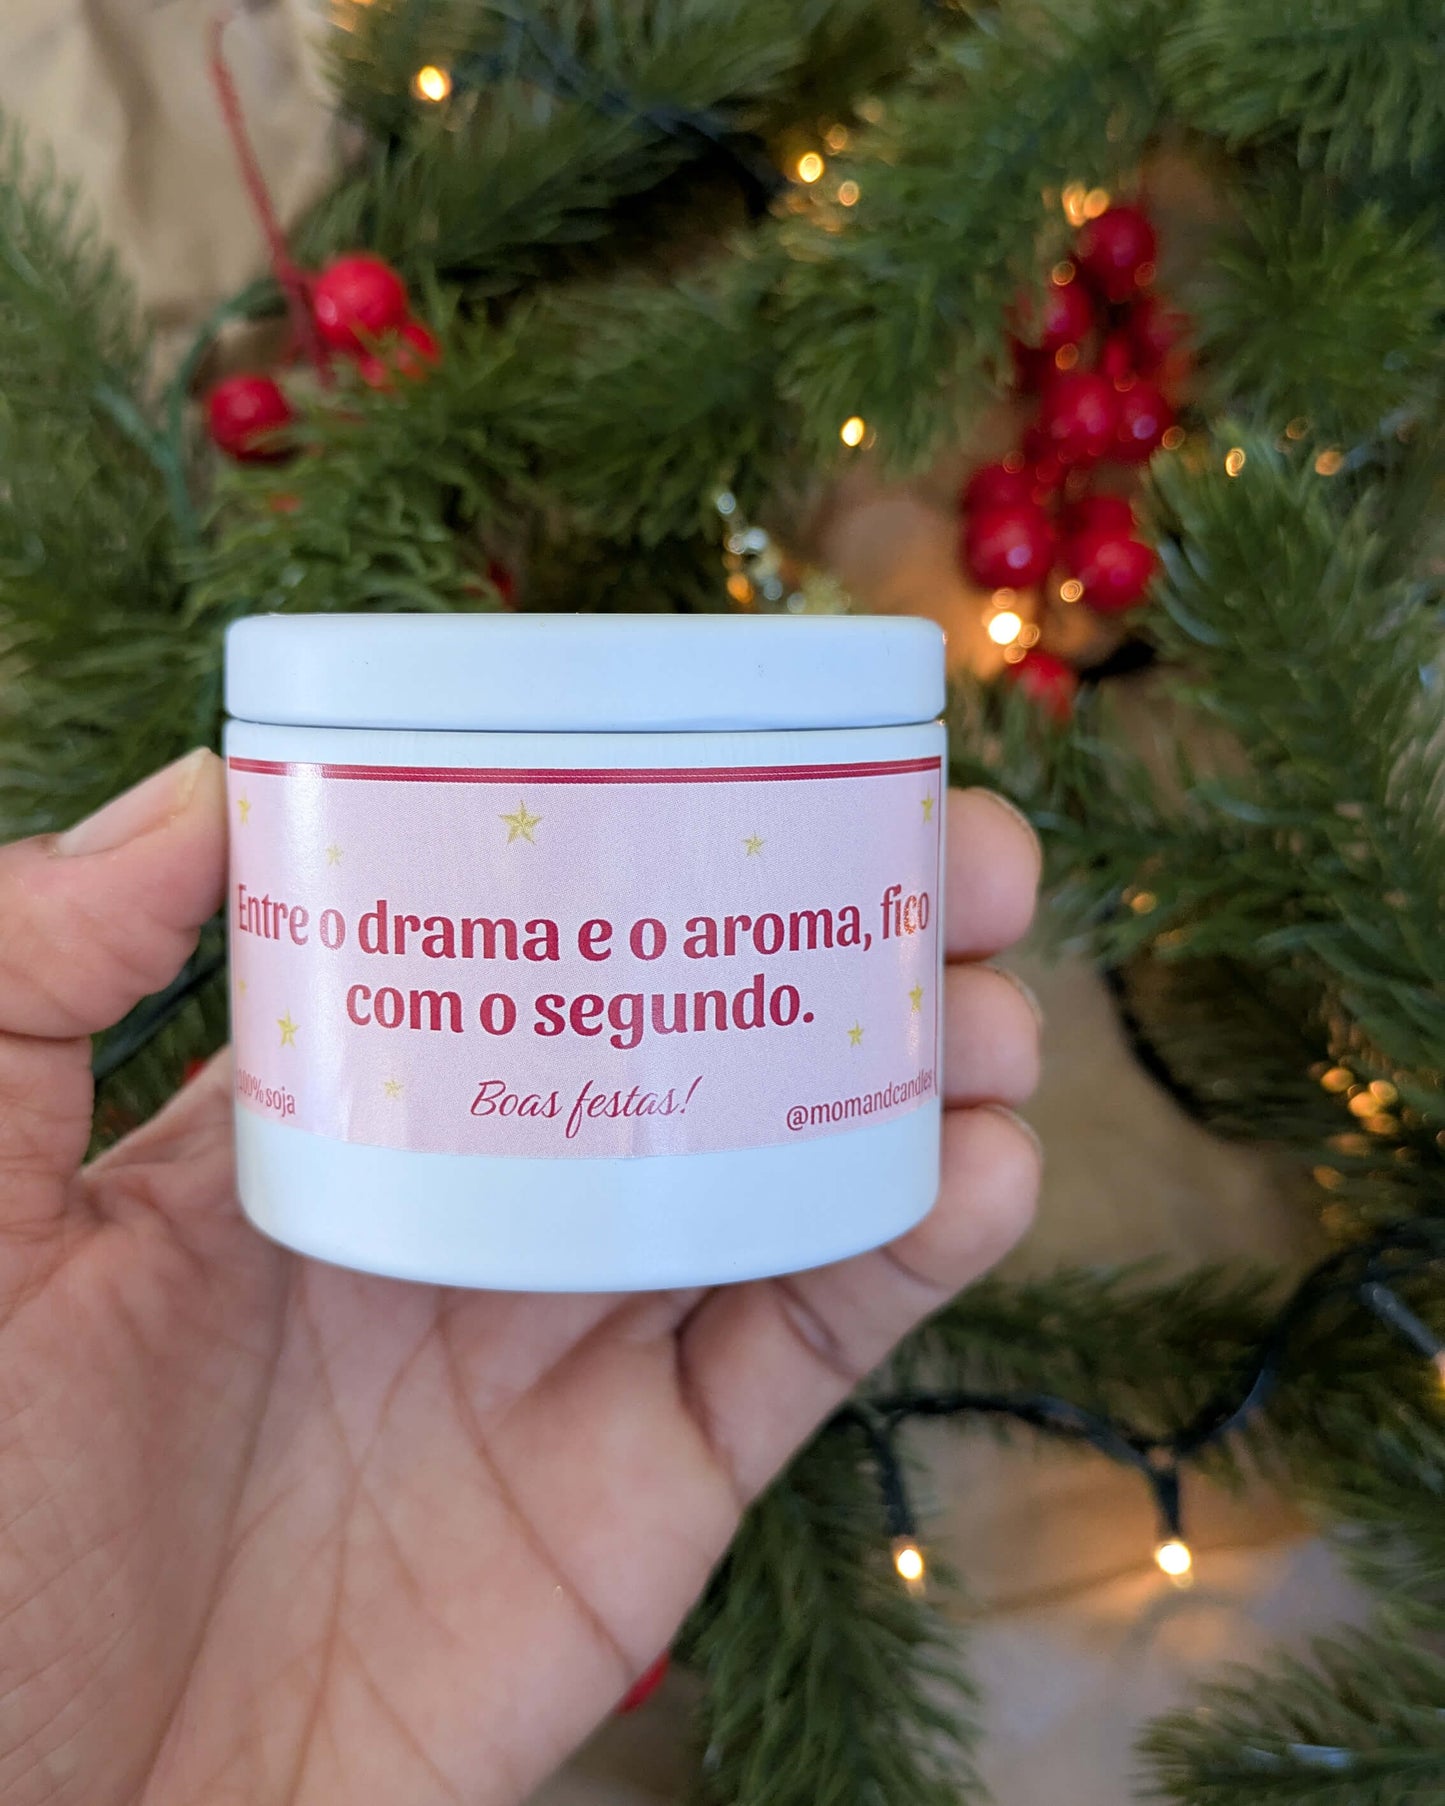 Entre o drama e o aroma, fico
com o segundo.
Boas festas!
100% soja
@momandcandles